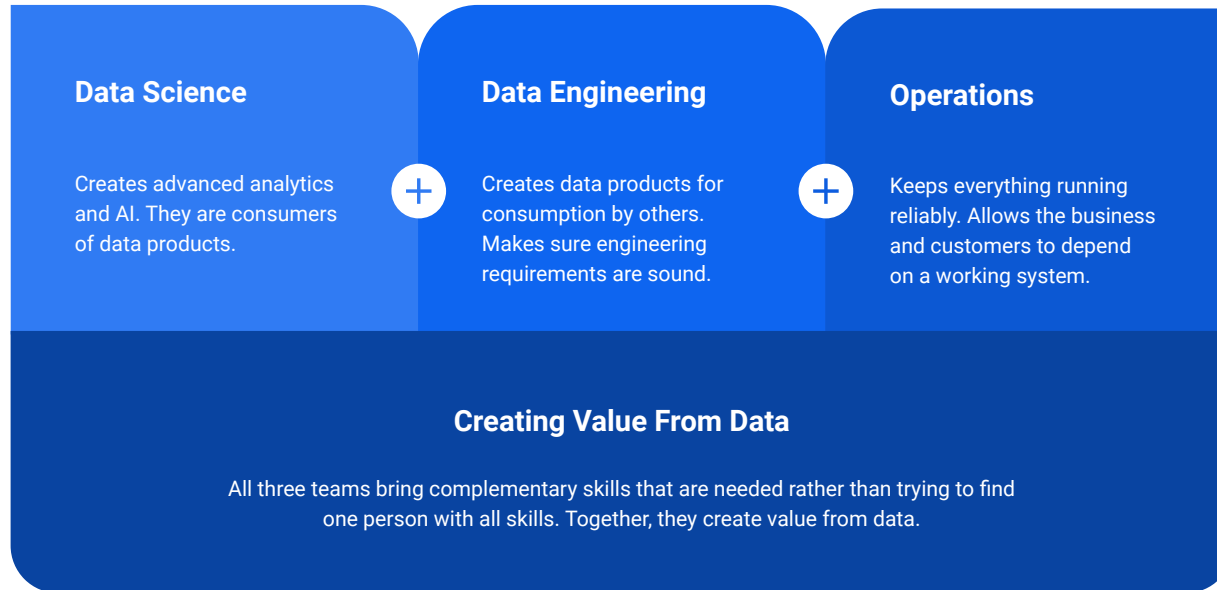 Data Science
Creates advanced analytics
and AI. They are consumers
of data products.
Data Engineering
Creates data products for
consumption by others.
Makes sure engineering
requirements are sound.
Operations
Keeps everything running
reliably. Allows the business
and customers to depend
on a working system.
Creating Value From Data
All three teams bring complementary skills that are needed rather than trying to find
one person with all skills. Together, they create value from data.